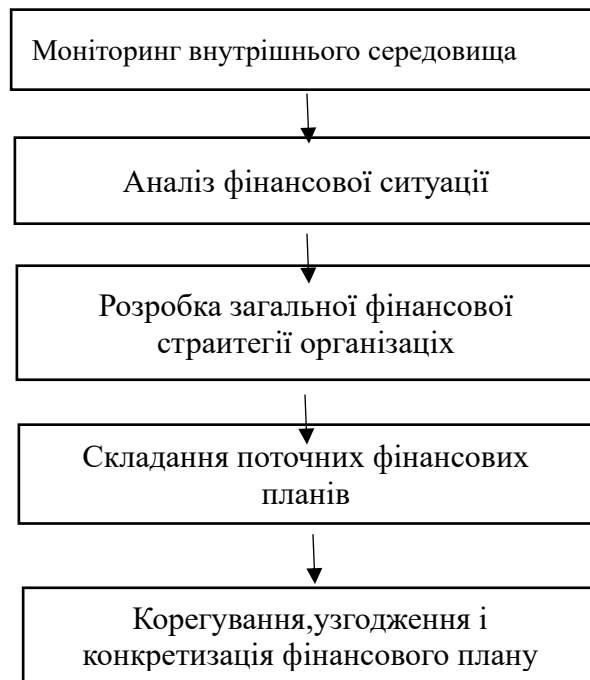 Моніторинг внутрішнього середовища
Аналіз фінансової ситуації
Розробка загальної фінансової
страитегії організаціх
Складання поточних фінансових
планів
Корегування,узгодження і
конкретизація фінансового плану